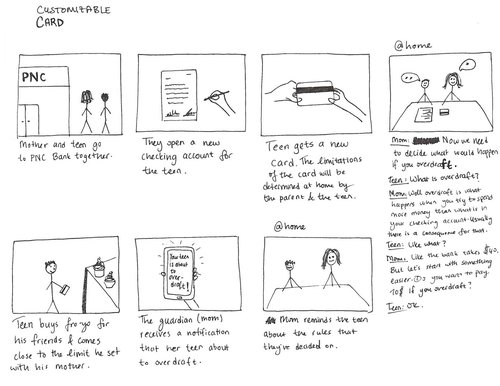 CUSTOMIZABLE
CARD
PNC
Mother and teen go
to PNC Bank together.
They open a new
checking account for
the teen.
Teen gets a new
card. The limitations
of the card will be
determined at home by
the parent & the teen.
@home
Mom: Now we need
to decide what would happen
if you overdraft.
Teen: What is overdraft?
Mom: Well overdraft is what
happens when you try to spend
more money than what is in
your checking account. Usually
there is a consequence for that.
Teen: Like what?
Mom: Like the bank takes $40.
But let's start with something
easier. Do you want to pay
10$ if you overdraft?
Teen: OK.
Teen buys fro-yo for
his friends & comes
close to the limit he set
with his mother.
Your teen
is about
to
over-
draft!
The guardian (mom)
receives a notification
that her teen about
to overdraft.
@home
Mom reminds the teen
about the rules that
they've decided on.